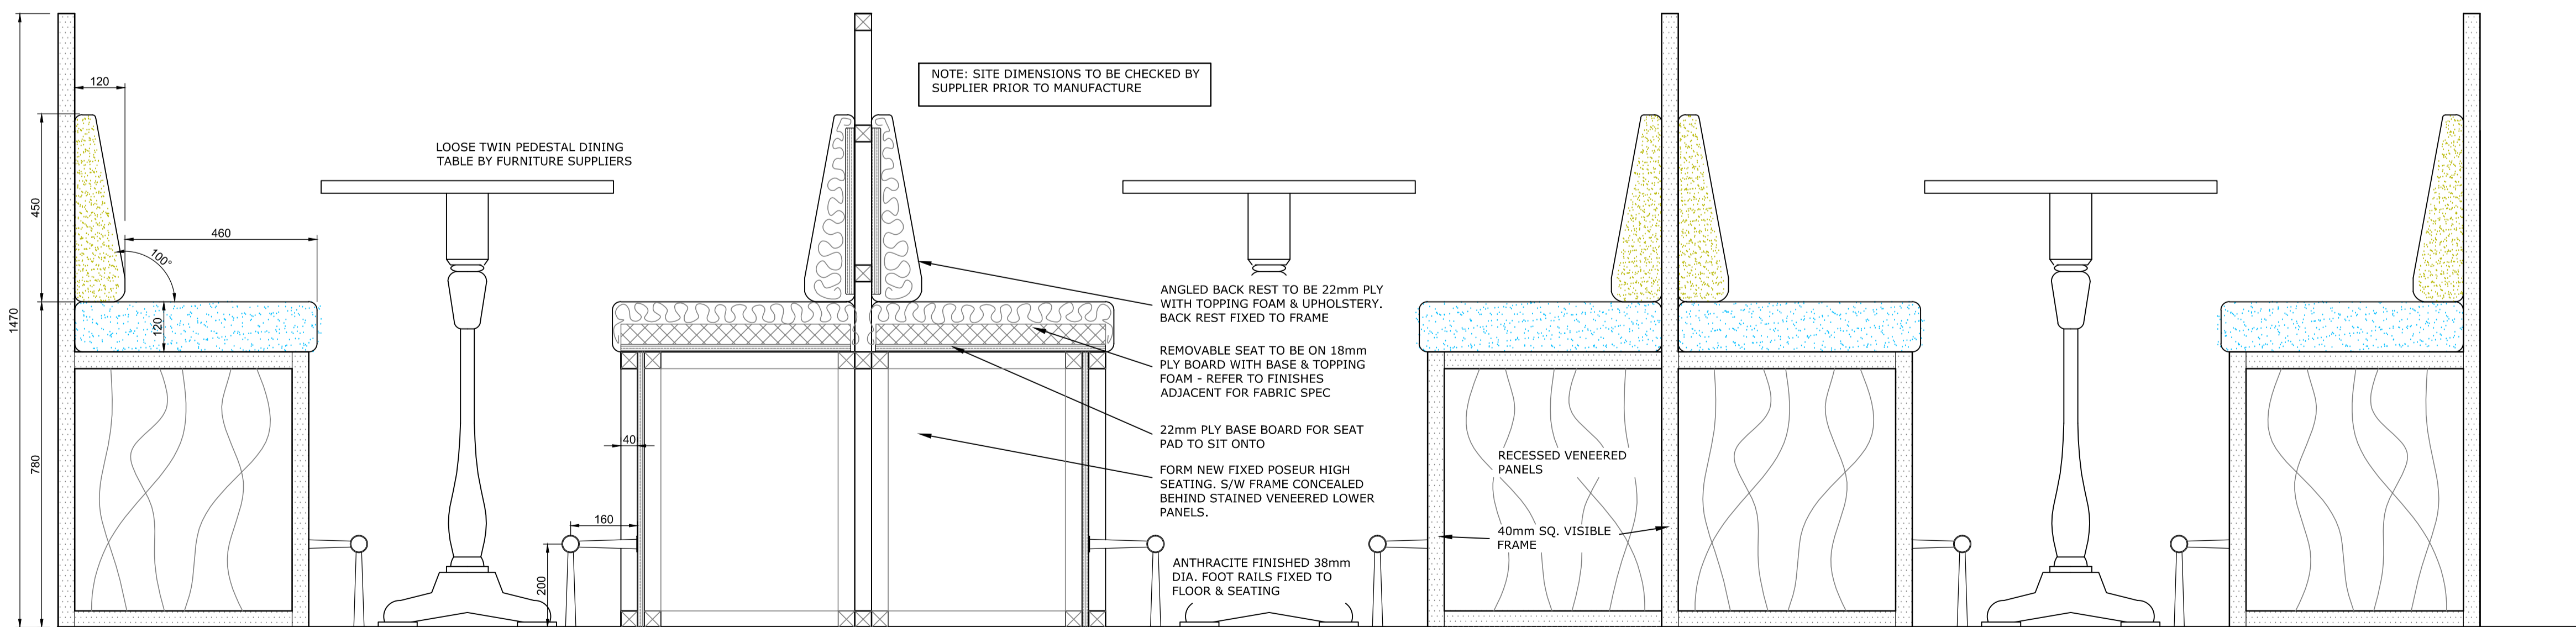 120
NOTE: SITE DIMENSIONS TO BE CHECKED BY
SUPPLIER PRIOR TO MANUFACTURE
LOOSE TWIN PEDESTAL DINING
TABLE BY FURNITURE SUPPLIERS
450
460
100°
1470
120
ANGLED BACK REST TO BE 22mm PLY
WITH TOPPING FOAM & UPHOLSTERY.
BACK REST FIXED TO FRAME
REMOVABLE SEAT TO BE ON 18mm
PLY BOARD WITH BASE & TOPPING
FOAM - REFER TO FINISHES
ADJACENT FOR FABRIC SPEC
22mm PLY BASE BOARD FOR SEAT
PAD TO SIT ONTO
40
780
FORM NEW FIXED POSEUR HIGH
SEATING. S/W FRAME CONCEALED
BEHIND STAINED VENEERED LOWER
PANELS.
RECESSED VENEERED
PANELS
160
40mm SQ. VISIBLE
FRAME
200
ANTHRACITE FINISHED 38mm
DIA. FOOT RAILS FIXED TO
FLOOR & SEATING